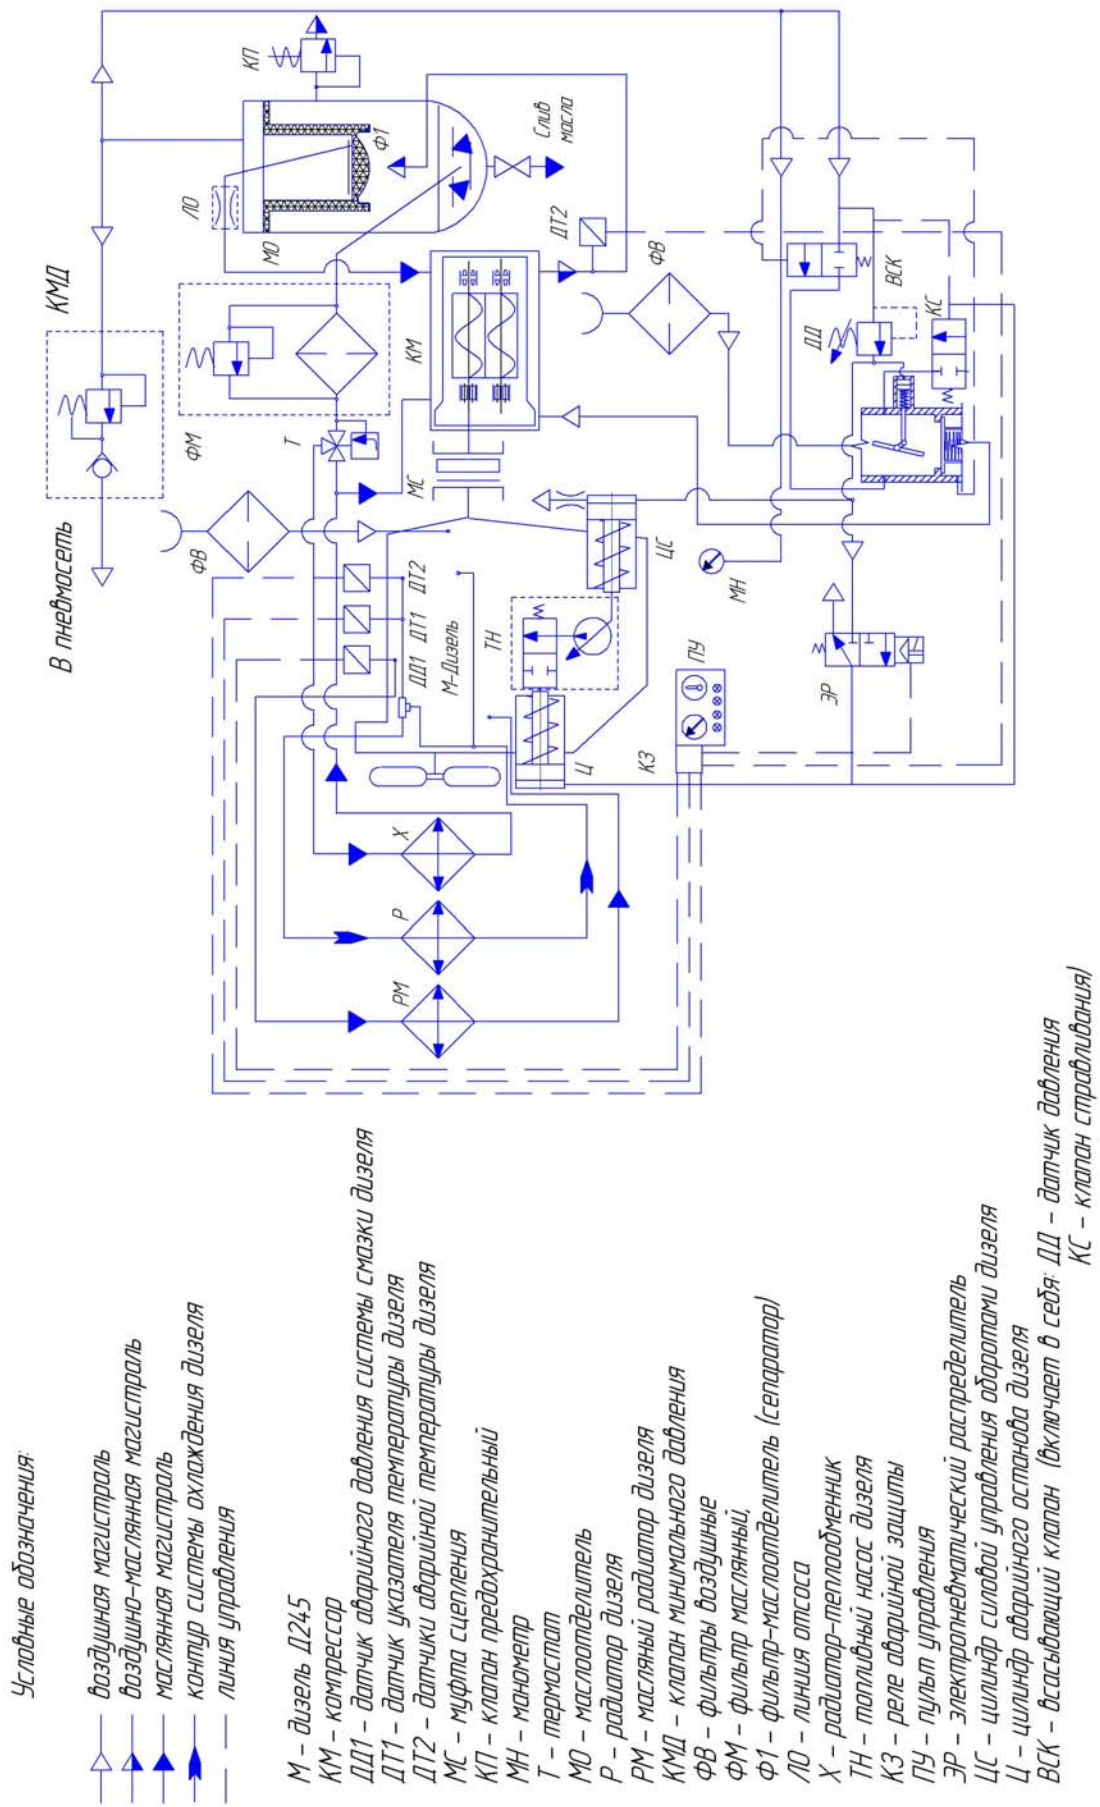 В пневмосеть
КМД
КП
ЛО
МО
Ф1
Слив
масла
ФМ
Т
ФВ
КМ
МС
ДТ2
ФВ
ДД1
ДТ1
ДТ2
М-Дизель
ТН
ЦС
МН
ВСК
ДД
КС
ЭР
ПУ
КЗ
Ц
Х
Р
РМ
Условные обозначения:
воздушная магистраль
воздушно-маслянная магистраль
маслянная магистраль
контур системы охлаждения дизеля
линия управления
М - дизель Д245
КМ - компрессор
ДД1 - датчик аварийного давления системы смазки дизеля
ДТ1 - датчик указателя температуры дизеля
ДТ2 - датчики аварийной температуры дизеля
МС - муфта сцепления
КП - клапан предохранительный
МН - манометр
Т - термостат
МО - маслоотделитель
Р - радиатор дизеля
РМ - масляный радиатор дизеля
КМД - клапан минимального давления
ФВ - фильтры воздушные
ФМ - фильтр маслянный,
Ф1 - фильтр-маслоотделитель (сепаратор)
ЛО - линия отсоса
Х - радиатор-теплообменник
ТН - топливный насос дизеля
КЗ - реле аварийной защиты
ПУ - пульт управления
ЭР - электропневматический распределитель
ЦС - цилиндр силовой управления оборотами дизеля
Ц - цилиндр аварийного останова дизеля
ВСК - всасывающий клапан (включает в себя: ДД - датчик давления
КС - клапан стравливания)